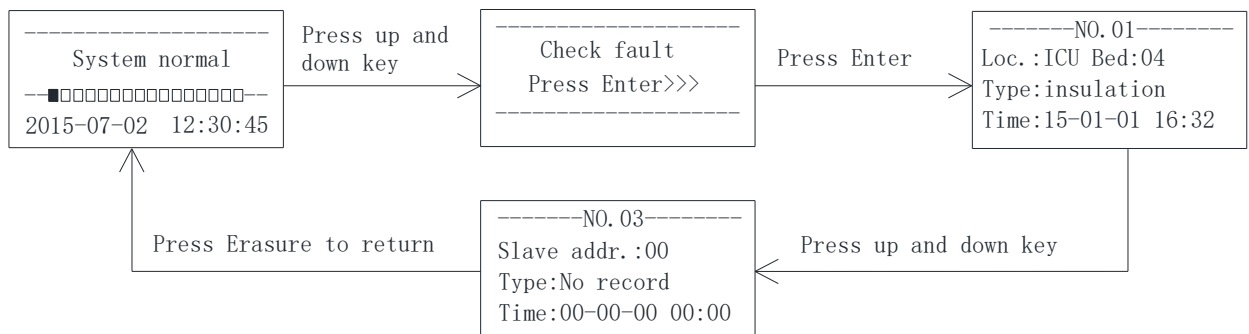 System normal
2015-07-02 12:30:45
Press up and
down key
Check fault
Press Enter>>>
Press Enter
NO.01
Loc.:ICU Bed:04
Type:insulation
Time:15-01-01 16:32
Press up and down key
NO.03
Slave addr.:00
Type:No record
Time:00-00-00 00:00
Press Erasure to return